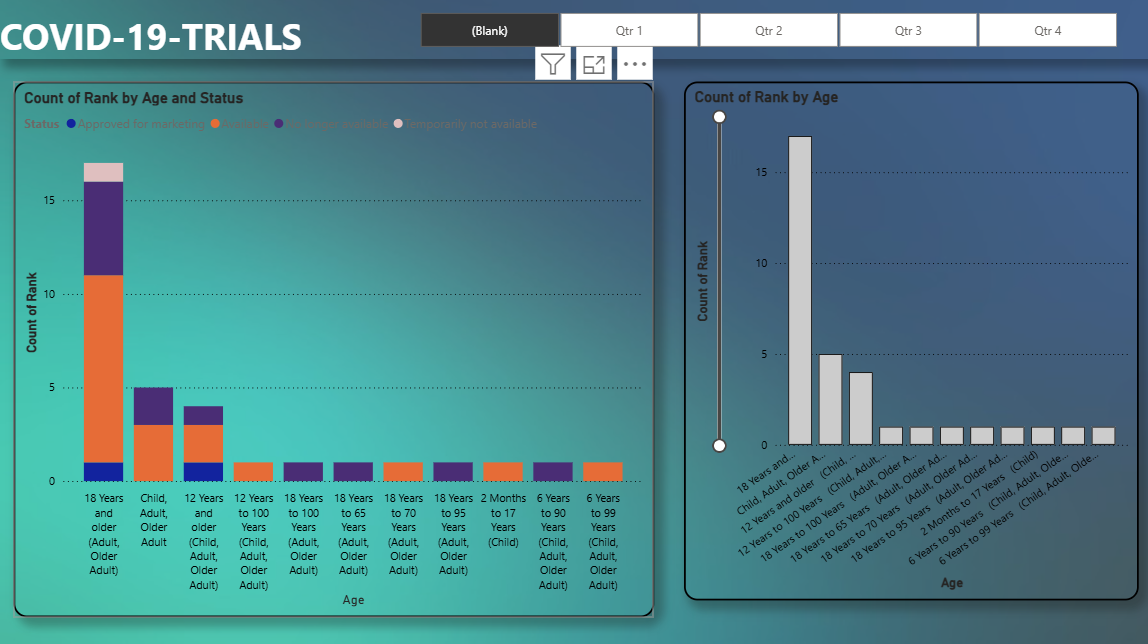 COVID-19-TRIALS
(Blank)
Qtr 1
Qtr 2
Qtr 3
Qtr 4
Count of Rank by Age and Status
Status Approved for marketing Available No longer available Temporarily not available
Count of Rank
15
10
5
0
18 Years
and
older
(Adult,
Older
Adult)
Child,
Adult,
Older
Adult
12 Years
and
older
(Child,
Adult,
Older
Adult)
12 Years
to 100
Years
(Child,
Adult,
Older
Adult)
18 Years
to 100
Years
(Adult,
Older
Adult)
18 Years
to 65
Years
(Adult,
Older
Adult)
18 Years
to 70
Years
(Adult,
Older
Adult)
18 Years
to 95
Years
(Adult,
Older
Adult)
2 Months
to 17
Years
(Child)
6 Years
to 90
Years
(Child,
Adult,
Older
Adult)
6 Years
to 99
Years
(Child,
Adult,
Older
Adult)
Age
Count of Rank by Age
Count of Rank
15
10
5
0
18 Years and...
Child, Adult, Older A...
12 Years and older (Child, ...
12 Years to 100 Years (Child, Adult,...
18 Years to 100 Years (Adult, Older A...
18 Years to 65 Years (Adult, Older Ad...
18 Years to 70 Years (Adult, Older Ad...
18 Years to 95 Years (Adult, Older Ad...
2 Months to 17 Years (Child)
6 Years to 90 Years (Child, Adult, Olde...
6 Years to 99 Years (Child, Adult, Olde...
Age